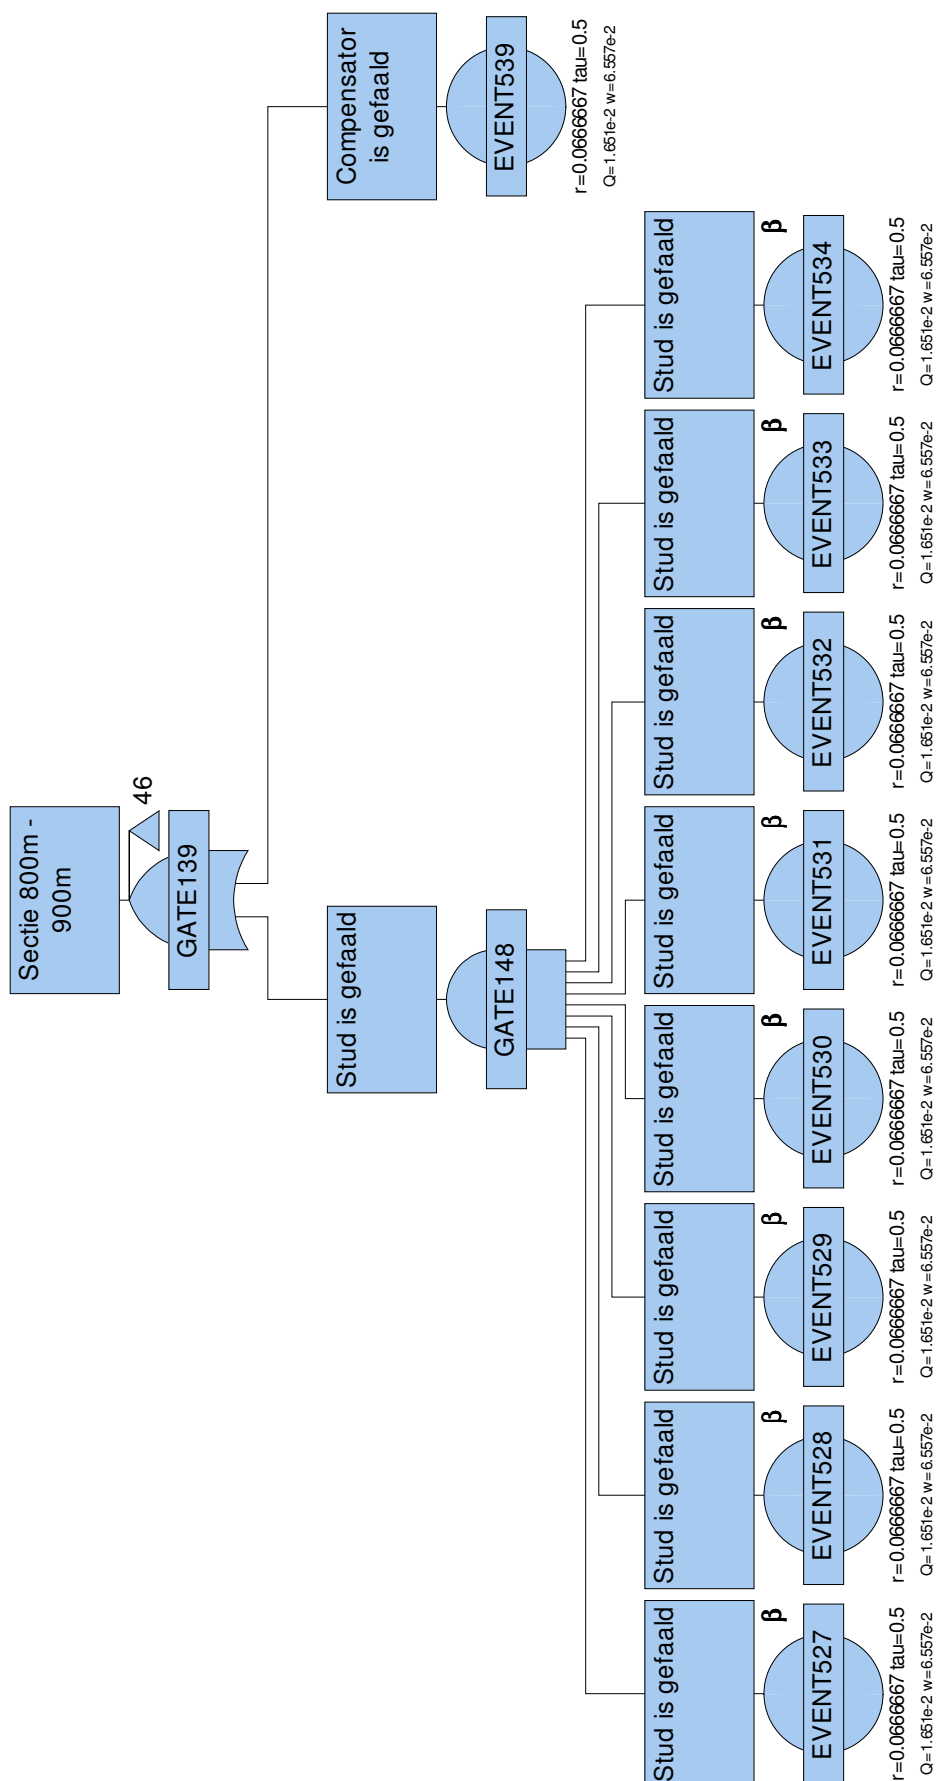 Sectie 800m -
900m
46
GATE139
Stud is gefaald
GATE148
Compensator
is gefaald
EVENT539
r=0.0666667 tau=0.5
Q=1.651e-2 w=6.557e-2
Stud is gefaald
β
EVENT527
r=0.0666667 tau=0.5
Q=1.651e-2 w=6.557e-2
Stud is gefaald
β
EVENT528
r=0.0666667 tau=0.5
Q=1.651e-2 w=6.557e-2
Stud is gefaald
β
EVENT529
r=0.0666667 tau=0.5
Q=1.651e-2 w=6.557e-2
Stud is gefaald
β
EVENT530
r=0.0666667 tau=0.5
Q=1.651e-2 w=6.557e-2
Stud is gefaald
β
EVENT531
r=0.0666667 tau=0.5
Q=1.651e-2 w=6.557e-2
Stud is gefaald
β
EVENT532
r=0.0666667 tau=0.5
Q=1.651e-2 w=6.557e-2
Stud is gefaald
β
EVENT533
r=0.0666667 tau=0.5
Q=1.651e-2 w=6.557e-2
Stud is gefaald
β
EVENT534
r=0.0666667 tau=0.5
Q=1.651e-2 w=6.557e-2